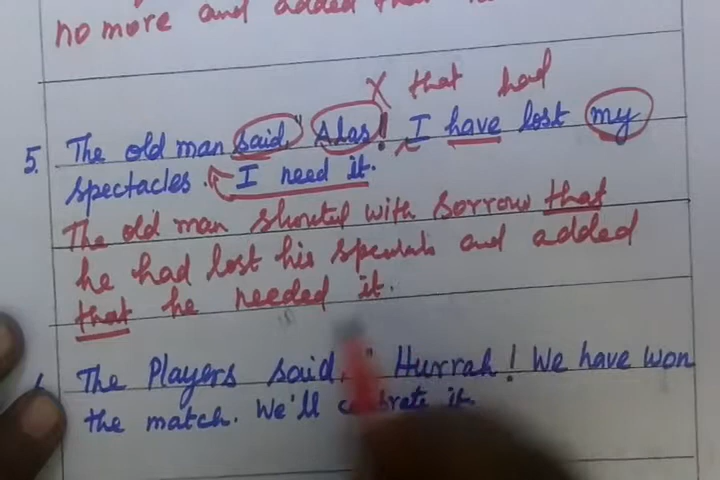 no more and added that
that had
5. The old man said, "Alas! I have lost my
spectacles. I need it.
The old man shouted with sorrow that
he had lost his and added
that he needed it.
The Players said, " Hurrah! We have won
the match. We'll it.